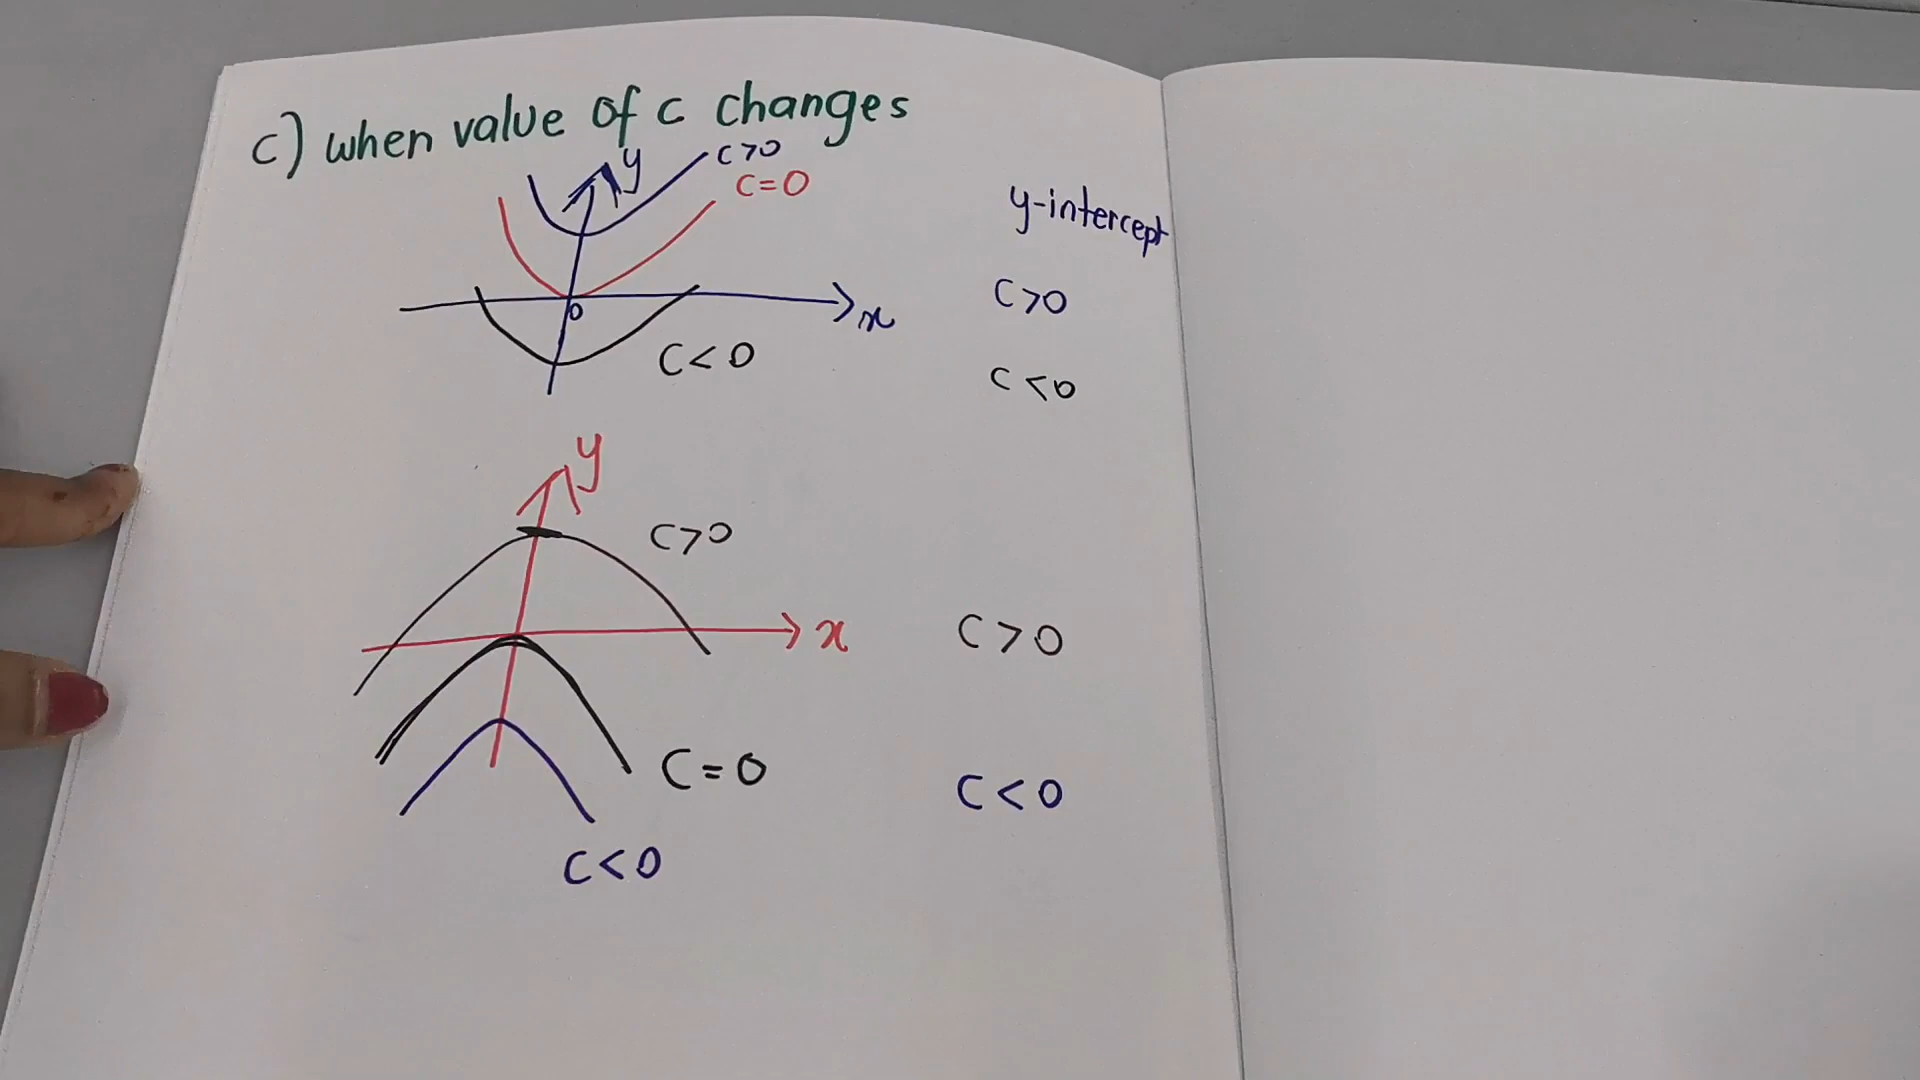 c) when value of c changes
y
c>0
c=0
y-intercept
c>0
0
x
c<0
c<0
y
c>0
x
c>0
c=0
c<0
c<0